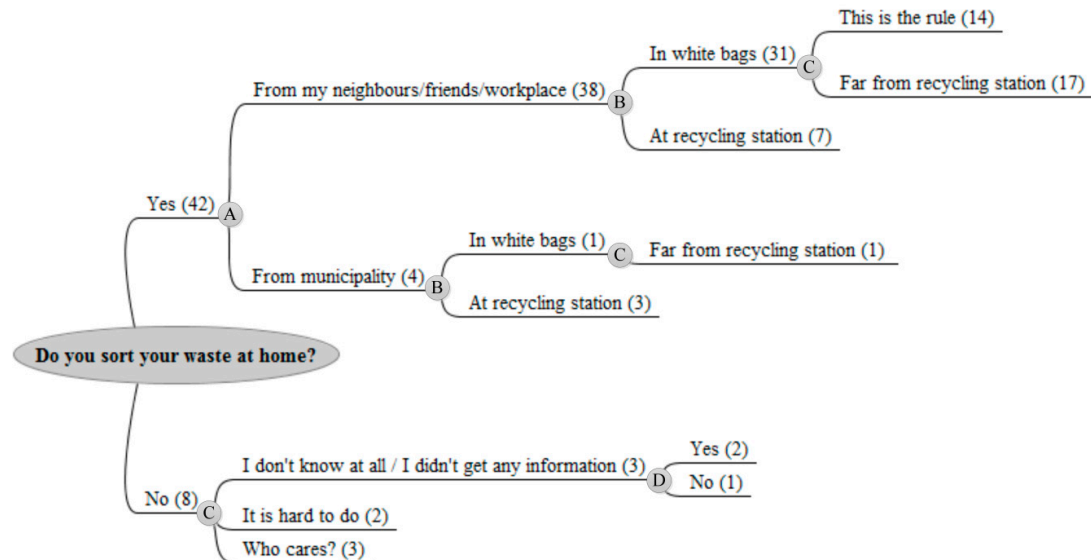 This is the rule (14)
In white bags (31)
C
From my neighbours/friends/workplace (38)
B
Far from recycling station (17)
At recycling station (7)
Yes (42)
A
In white bags (1)
C
Far from recycling station (1)
From municipality (4)
B
At recycling station (3)
Do you sort your waste at home?
I don't know at all / I didn't get any information (3)
D
Yes (2)
No (1)
No (8)
C
It is hard to do (2)
Who cares? (3)